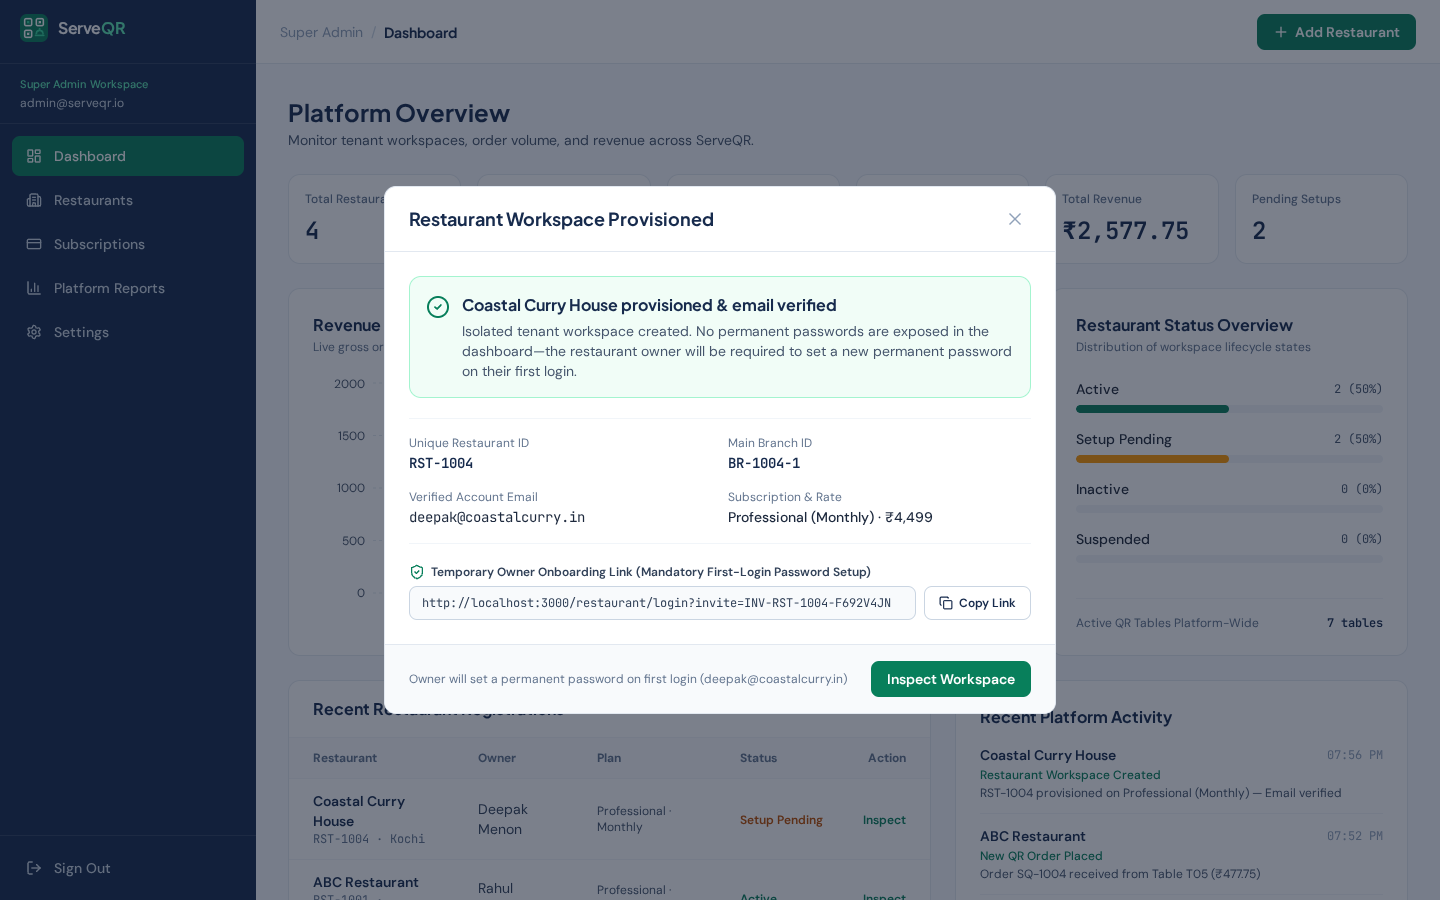 ServeQR
Super Admin / Dashboard
+ Add Restaurant
Super Admin Workspace
admin@serveqr.io
Dashboard
Restaurants
Subscriptions
Platform Reports
Settings
Sign Out
Platform Overview
Monitor tenant workspaces, order volume, and revenue across ServeQR.
Total Restaura
4
Total Revenue
₹2,577.75
Pending Setups
2
Revenue
Live gross or
2000
1500
1000
500
0
Restaurant Status Overview
Distribution of workspace lifecycle states
Active 2 (50%)
Setup Pending 2 (50%)
Inactive 0 (0%)
Suspended 0 (0%)
Active QR Tables Platform-Wide 7 tables
Restaurant Workspace Provisioned
Coastal Curry House provisioned & email verified
Isolated tenant workspace created. No permanent passwords are exposed in the
dashboard—the restaurant owner will be required to set a new permanent password
on their first login.
Unique Restaurant ID
RST-1004
Main Branch ID
BR-1004-1
Verified Account Email
deepak@coastalcurry.in
Subscription & Rate
Professional (Monthly) · ₹4,499
Temporary Owner Onboarding Link (Mandatory First-Login Password Setup)
http://localhost:3000/restaurant/login?invite=INV-RST-1004-F692V4JN
Copy Link
Owner will set a permanent password on first login (deepak@coastalcurry.in)
Inspect Workspace
Recent Restaurant Registrations
Restaurant Owner Plan Status Action
Coastal Curry
House
RST-1004 · Kochi
Deepak
Menon
Professional ·
Monthly
Setup Pending
Inspect
ABC Restaurant
RST-1001 ·
Rahul
Professional ·
Active
Inspect
Recent Platform Activity
Coastal Curry House 07:56 PM
Restaurant Workspace Created
RST-1004 provisioned on Professional (Monthly) — Email verified
ABC Restaurant 07:52 PM
New QR Order Placed
Order SQ-1004 received from Table T05 (₹477.75)